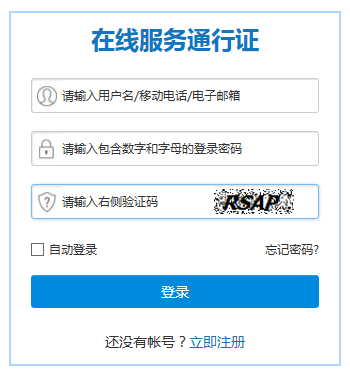 在线服务通行证
请输入用户名/移动电话/电子邮箱
请输入包含数字和字母的登录密码
请输入右侧验证码 RSAP
自动登录 忘记密码?
登录
还没有帐号？立即注册